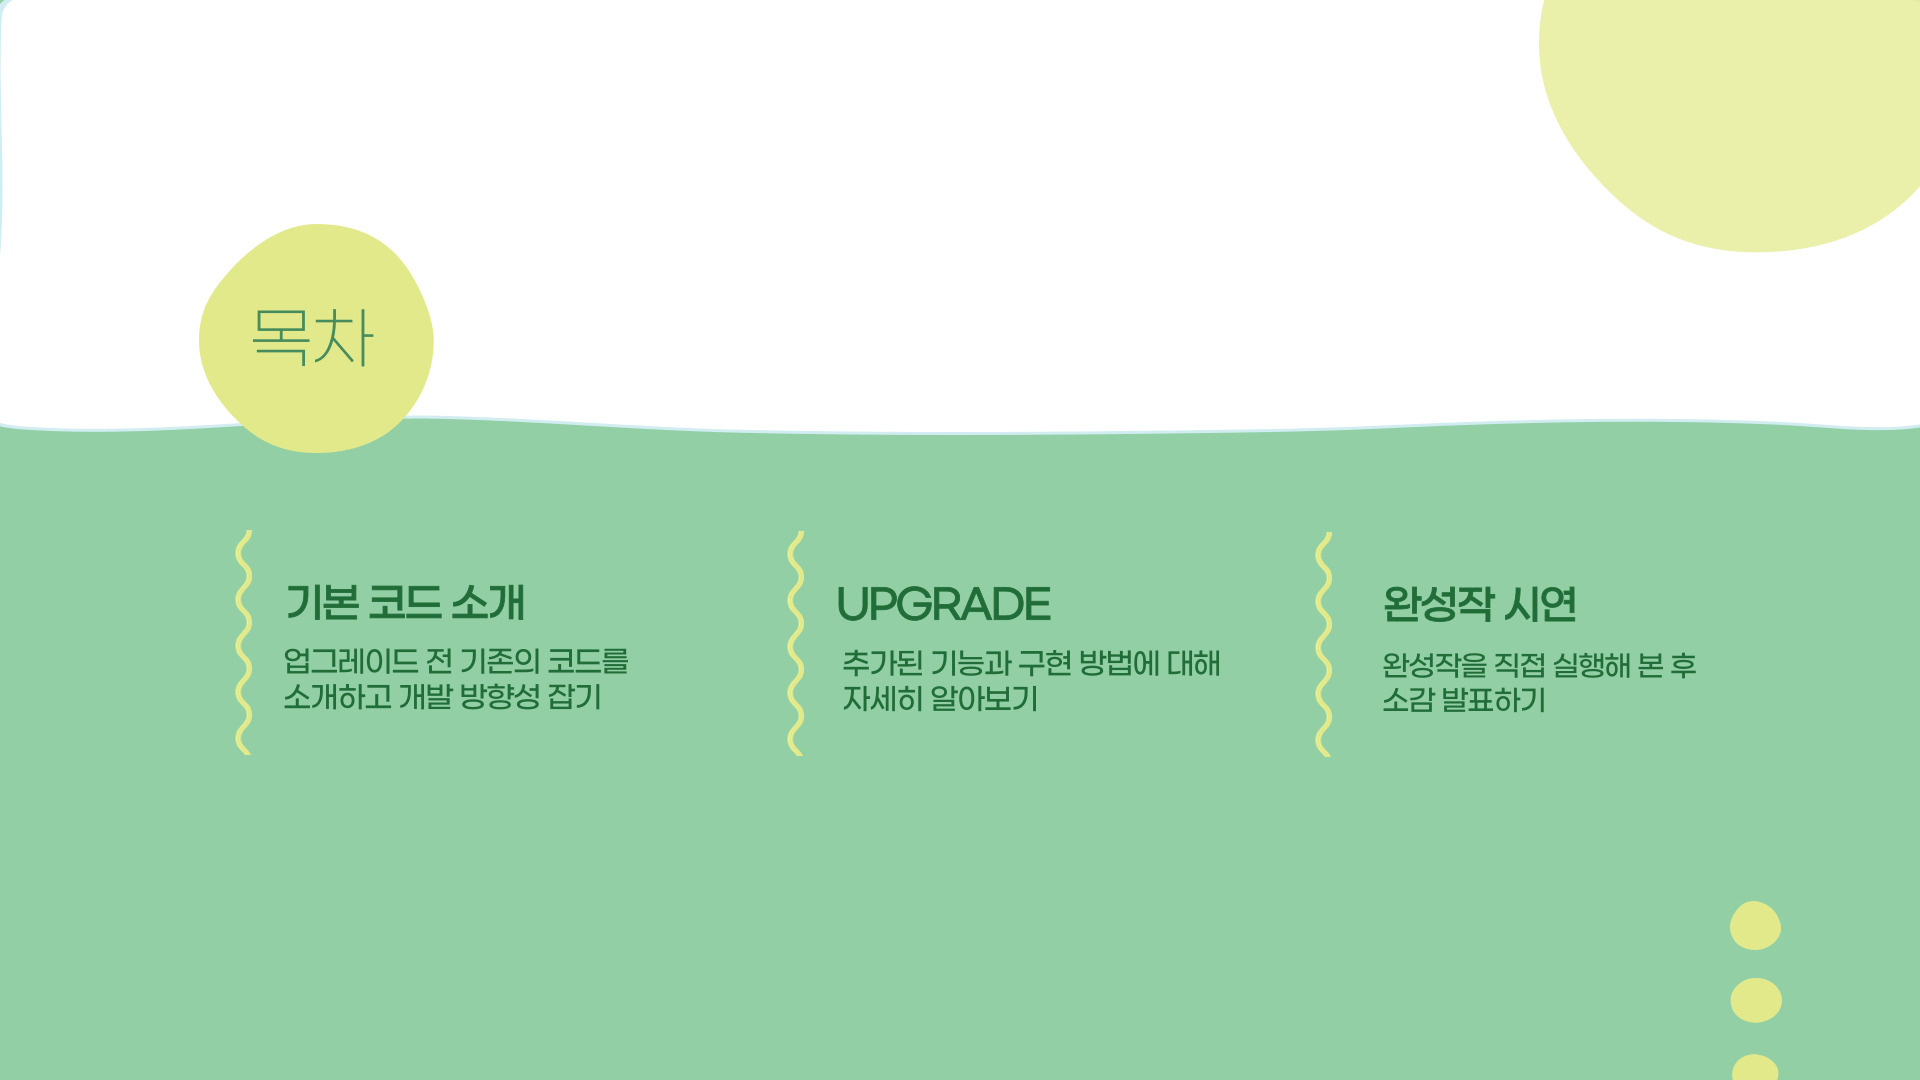 목차
기본 코드 소개
업그레이드 전 기존의 코드를
소개하고 개발 방향성 잡기
UPGRADE
추가된 기능과 구현 방법에 대해
자세히 알아보기
완성작 시연
완성작을 직접 실행해 본 후
소감 발표하기